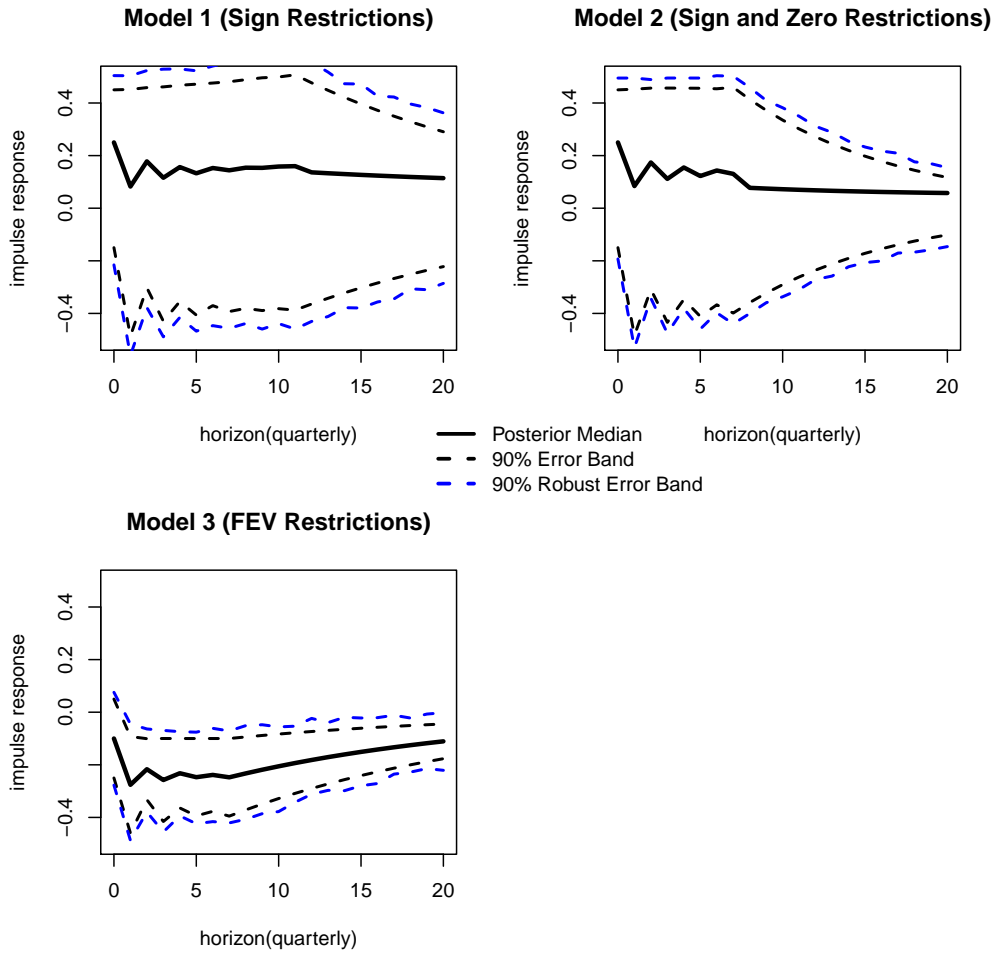 Model 1 (Sign Restrictions)
impulse response
0.4
0.2
0.0
−0.4
0 5 10 15 20
horizon(quarterly)
Model 2 (Sign and Zero Restrictions)
impulse response
0.4
0.2
0.0
−0.4
0 5 10 15 20
horizon(quarterly)
Posterior Median
90% Error Band
90% Robust Error Band
Model 3 (FEV Restrictions)
impulse response
0.4
0.2
0.0
−0.4
0 5 10 15 20
horizon(quarterly)